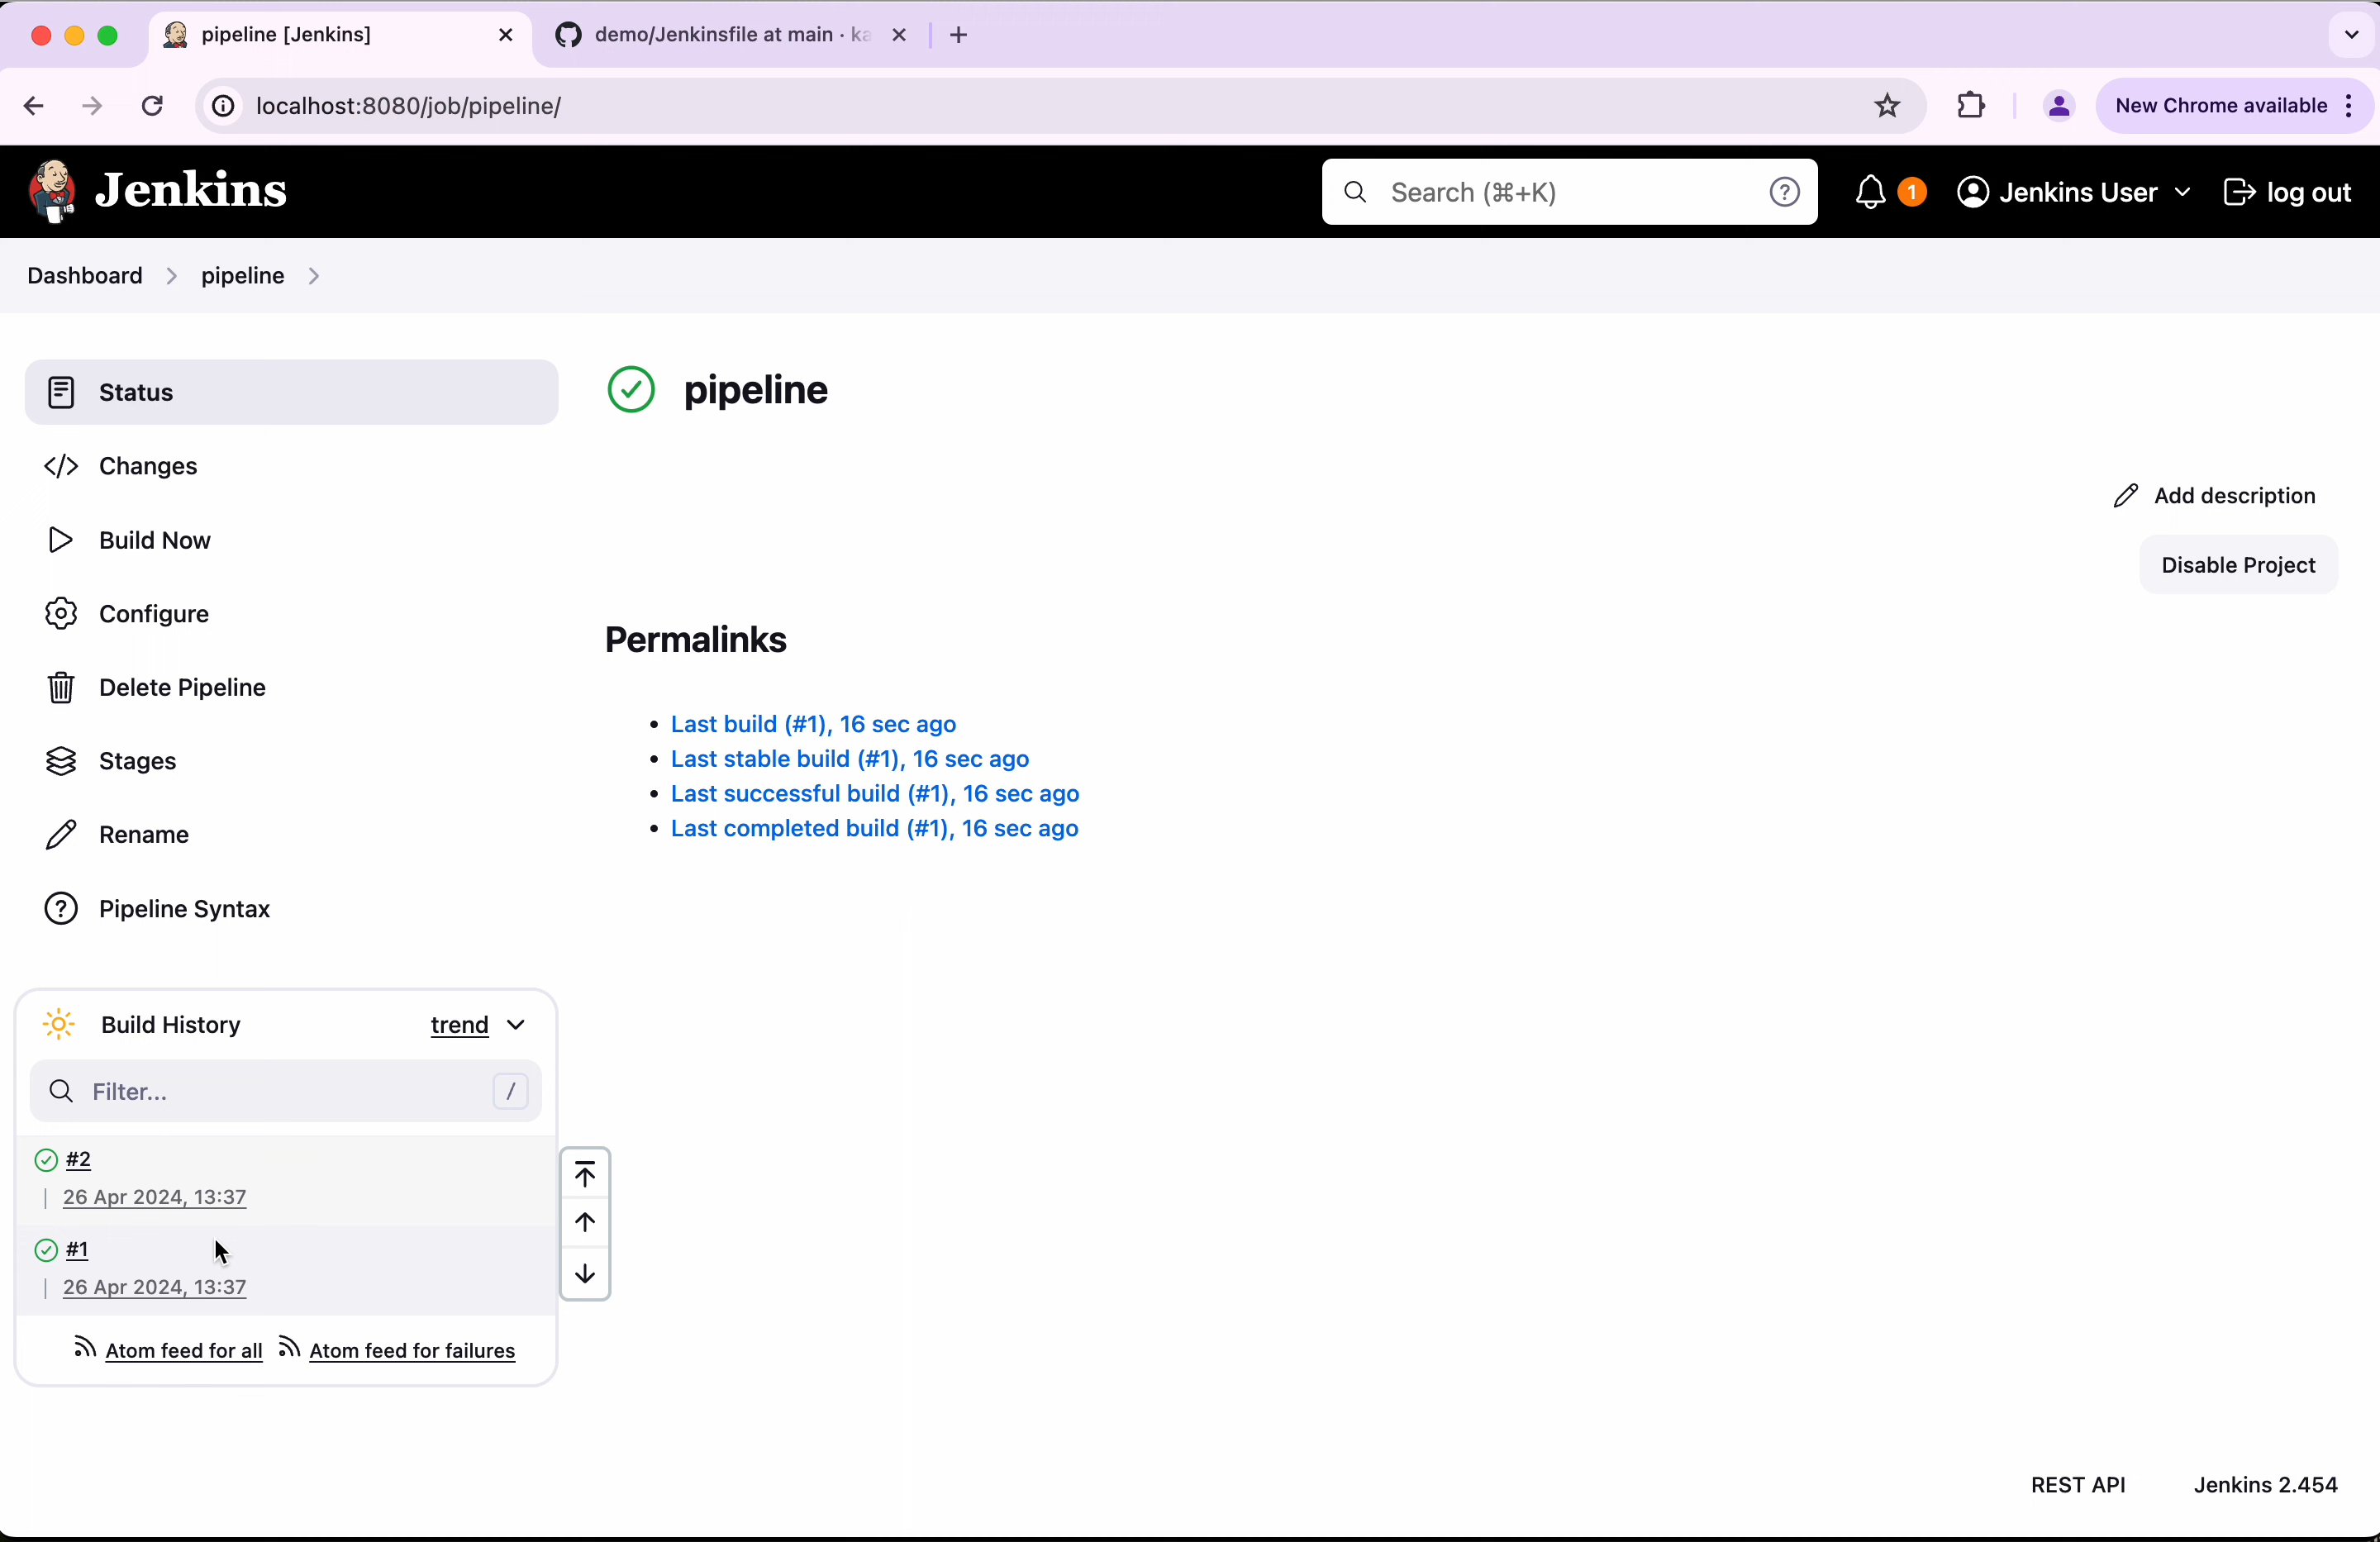 pipeline [Jenkins]
demo/Jenkinsfile at main · ka
localhost:8080/job/pipeline/
New Chrome available
Jenkins
Search (⌘+K)
1
Jenkins User
log out
Dashboard
pipeline
Status
pipeline
Changes
Add description
Build Now
Disable Project
Configure
Permalinks
Delete Pipeline
Last build (#1), 16 sec ago
Stages
Last stable build (#1), 16 sec ago
Last successful build (#1), 16 sec ago
Rename
Last completed build (#1), 16 sec ago
Pipeline Syntax
Build History
trend
Filter...
/
#2
26 Apr 2024, 13:37
#1
26 Apr 2024, 13:37
Atom feed for all
Atom feed for failures
REST API
Jenkins 2.454